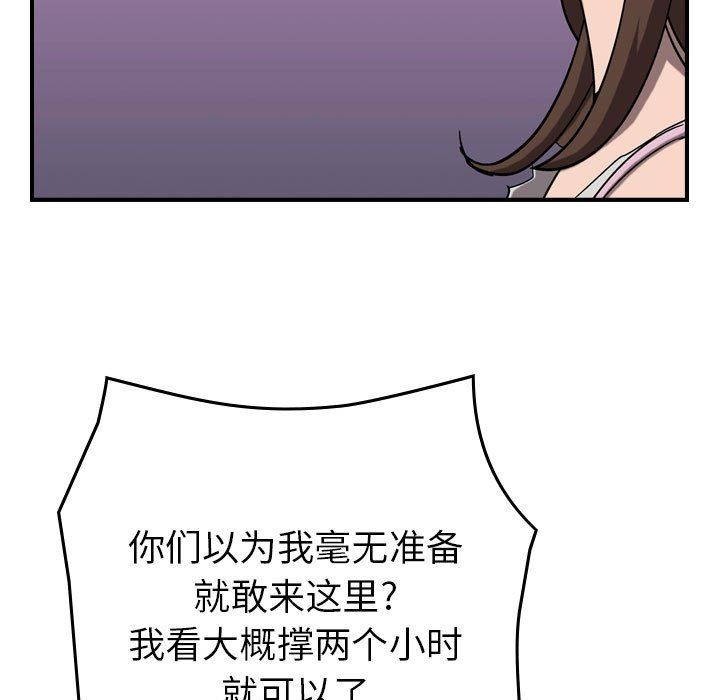 你们以为我毫无准备
就敢来这里?
我看大概撑两个小时
就可以了